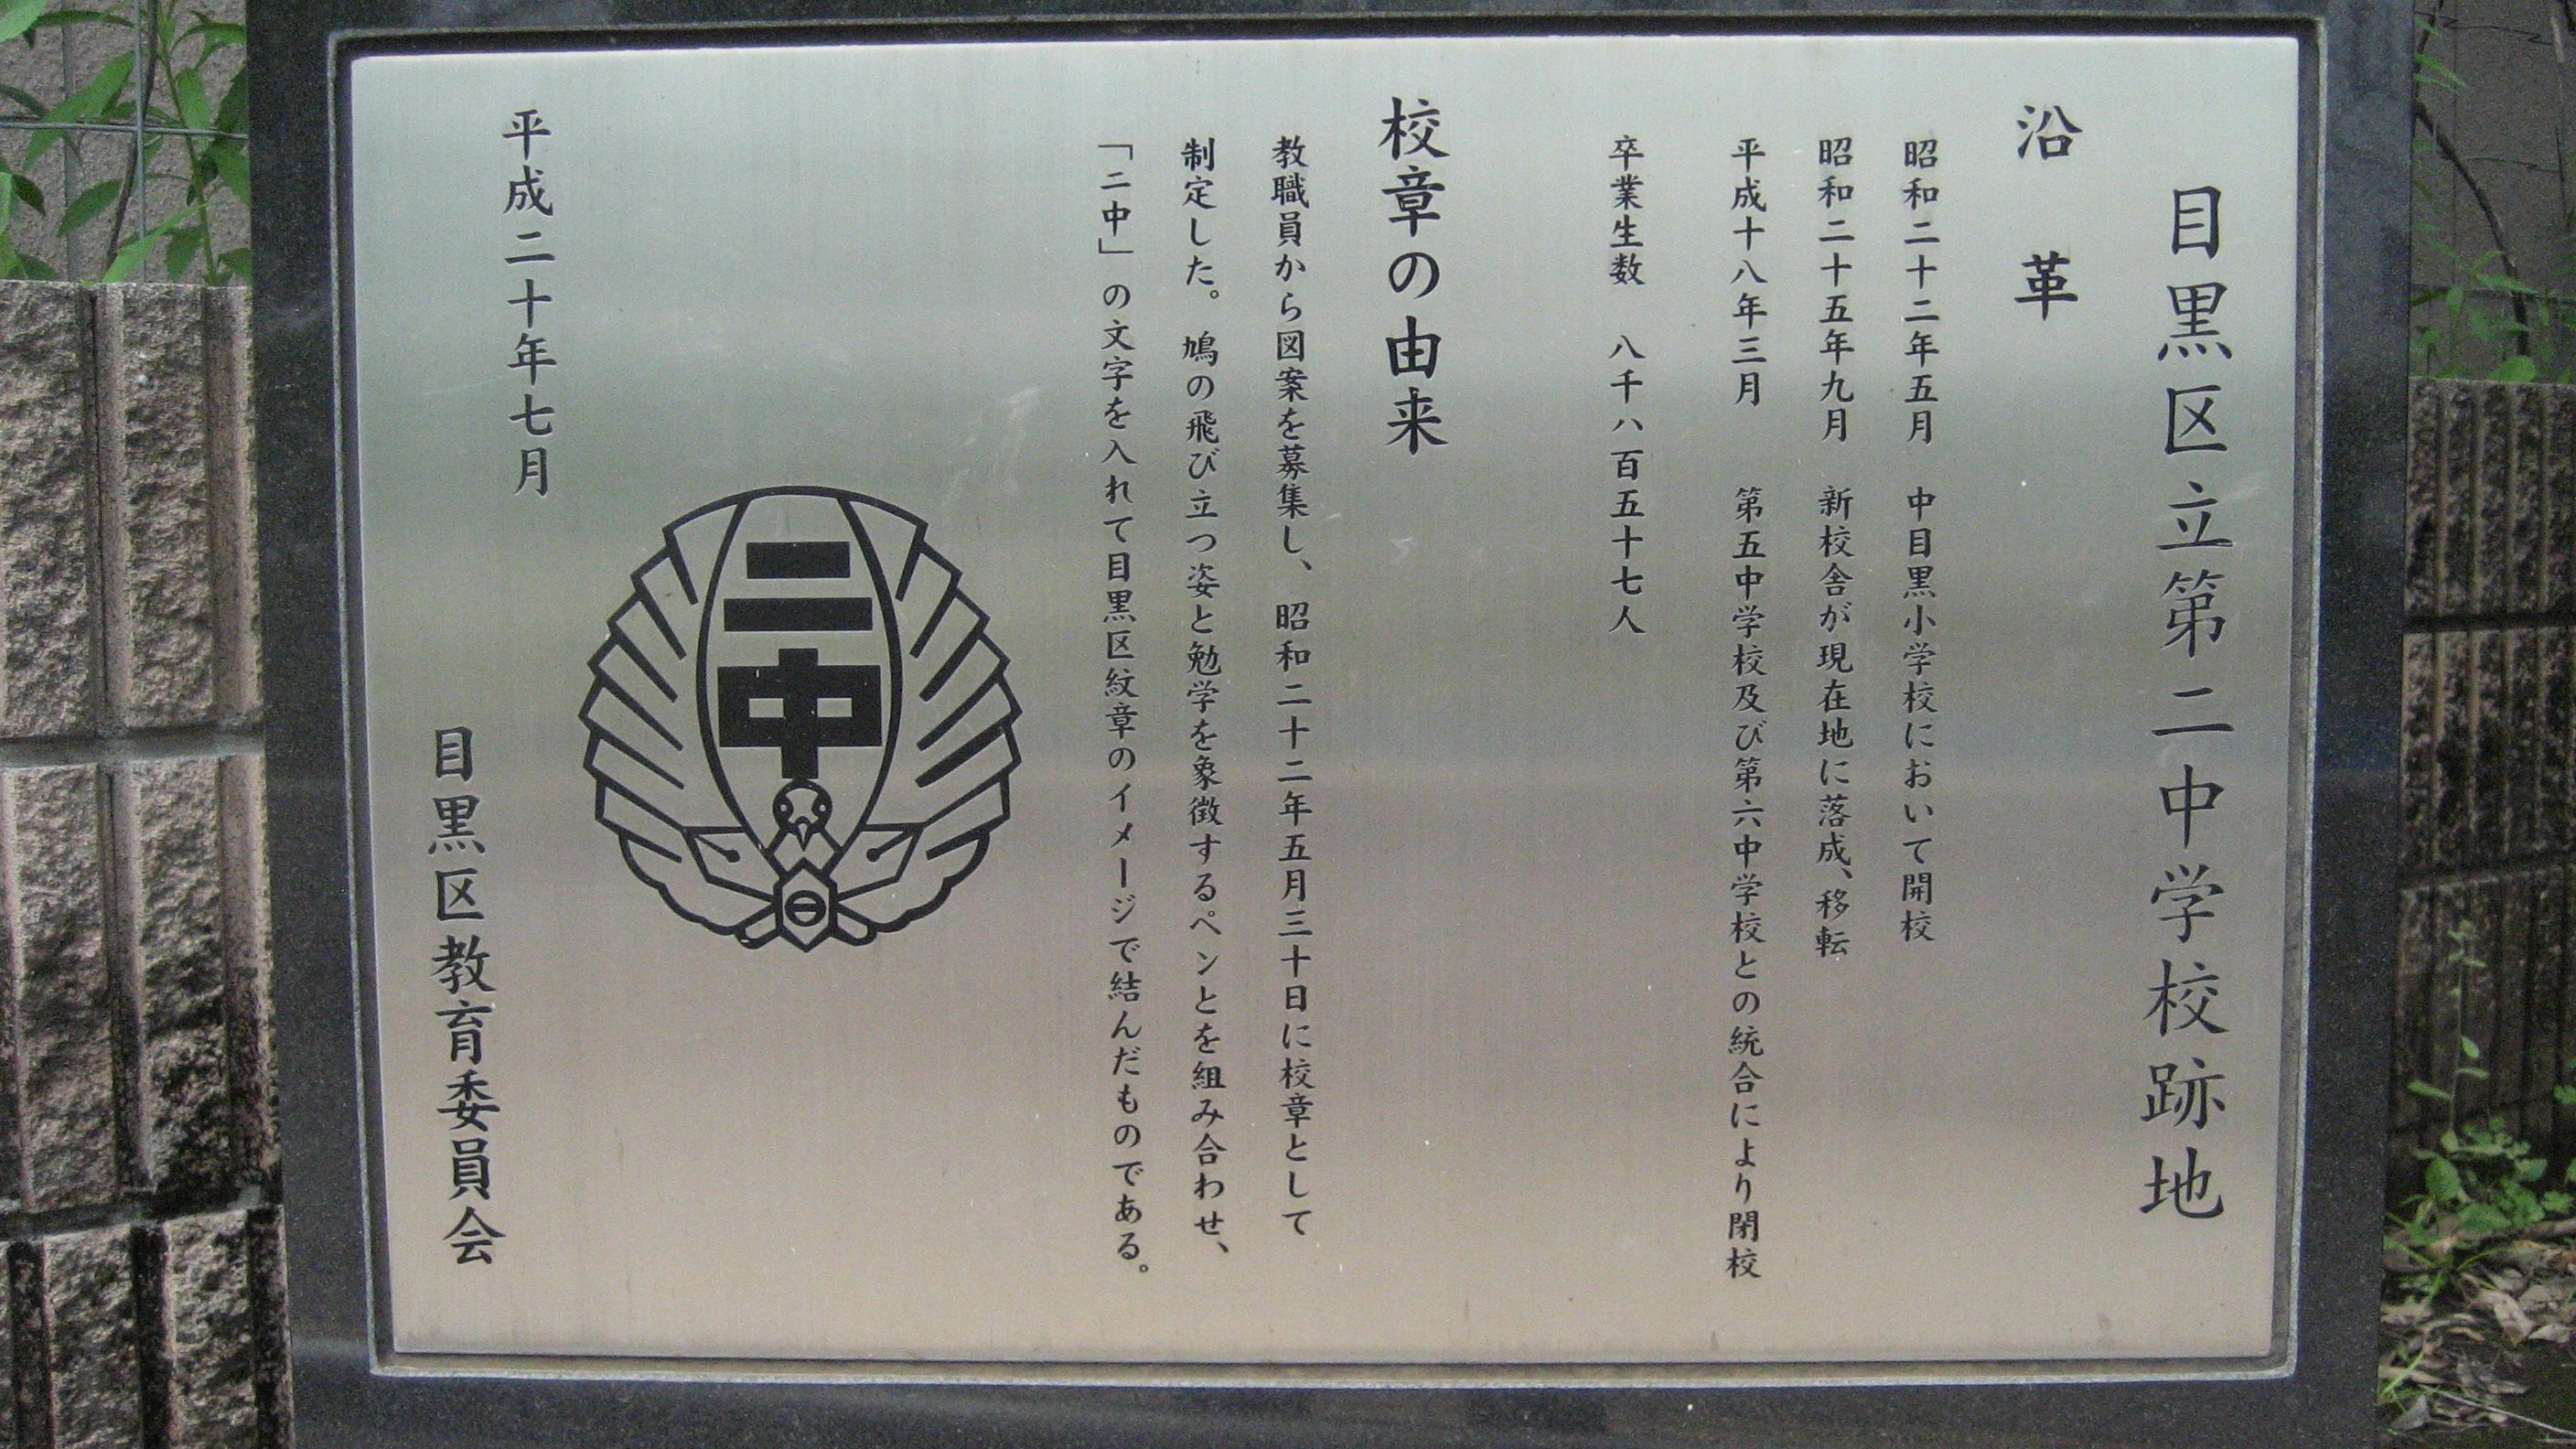 目黒区立第二中学校跡地
沿革
昭和二十二年五月　中目黒小学校において開校
昭和二十五年九月　新校舎が現在地に落成、移転
平成十八年三月　第五中学校及び第六中学校との統合により閉校
卒業生数　八千八百五十七人
校章の由来
教職員から図案を募集し、昭和二十二年五月三十日に校章として
制定した。鳩の飛び立つ姿と勉学を象徴するペンとを組み合わせ、
「二中」の文字を入れて目黒区紋章のイメージで結んだものである。
二中
平成二十年七月
目黒区教育委員会